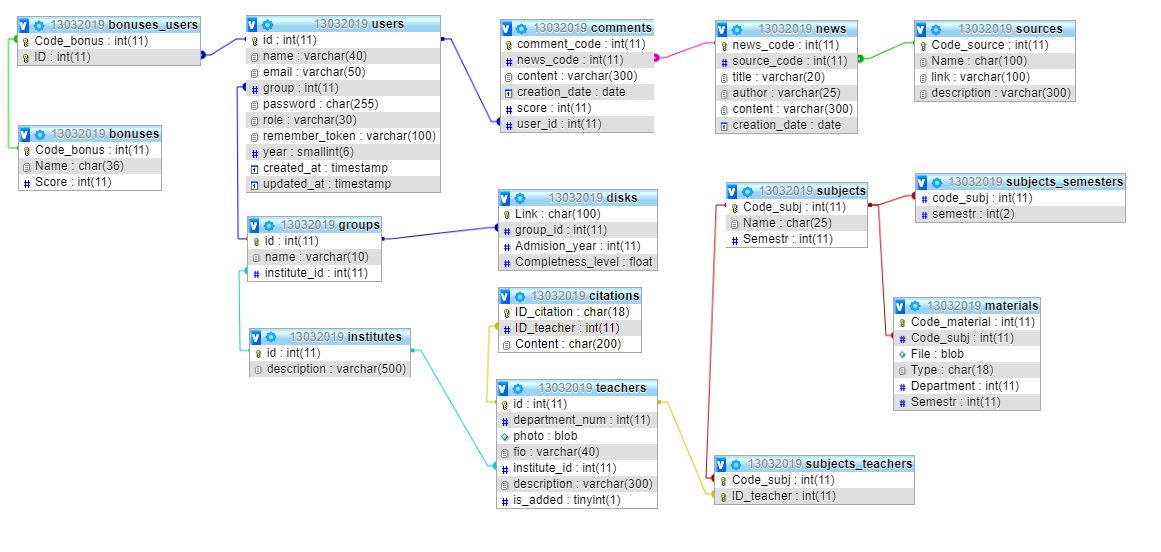 13032019 bonuses_users
Code_bonus : int(11)
ID : int(11)
13032019 users
id : int(11)
name : varchar(40)
email : varchar(50)
group : int(11)
password : char(255)
role : varchar(30)
remember_token : varchar(100)
year : smallint(6)
created_at : timestamp
updated_at : timestamp
13032019 comments
comment_code : int(11)
news_code : int(11)
content : varchar(300)
creation_date : date
score : int(11)
user_id : int(11)
13032019 news
news_code : int(11)
source_code : int(11)
title : varchar(20)
author : varchar(25)
content : varchar(300)
creation_date : date
13032019 sources
Code_source : int(11)
Name : char(100)
link : varchar(100)
description : varchar(300)
13032019 bonuses
Code_bonus : int(11)
Name : char(36)
Score : int(11)
13032019 groups
id : int(11)
name : varchar(10)
institute_id : int(11)
13032019 disks
Link : char(100)
group_id : int(11)
Admision_year : int(11)
Completness_level : float
13032019 subjects
Code_subj : int(11)
Name : char(25)
Semestr : int(11)
13032019 subjects_semesters
code_subj : int(11)
semestr : int(2)
13032019 citations
ID_citation : char(18)
ID_teacher : int(11)
Content : char(200)
13032019 materials
Code_material : int(11)
Code_subj : int(11)
File : blob
Type : char(18)
Department : int(11)
Semestr : int(11)
13032019 institutes
id : int(11)
description : varchar(500)
13032019 teachers
id : int(11)
department_num : int(11)
photo : blob
fio : varchar(40)
institute_id : int(11)
description : varchar(300)
is_added : tinyint(1)
13032019 subjects_teachers
Code_subj : int(11)
ID_teacher : int(11)